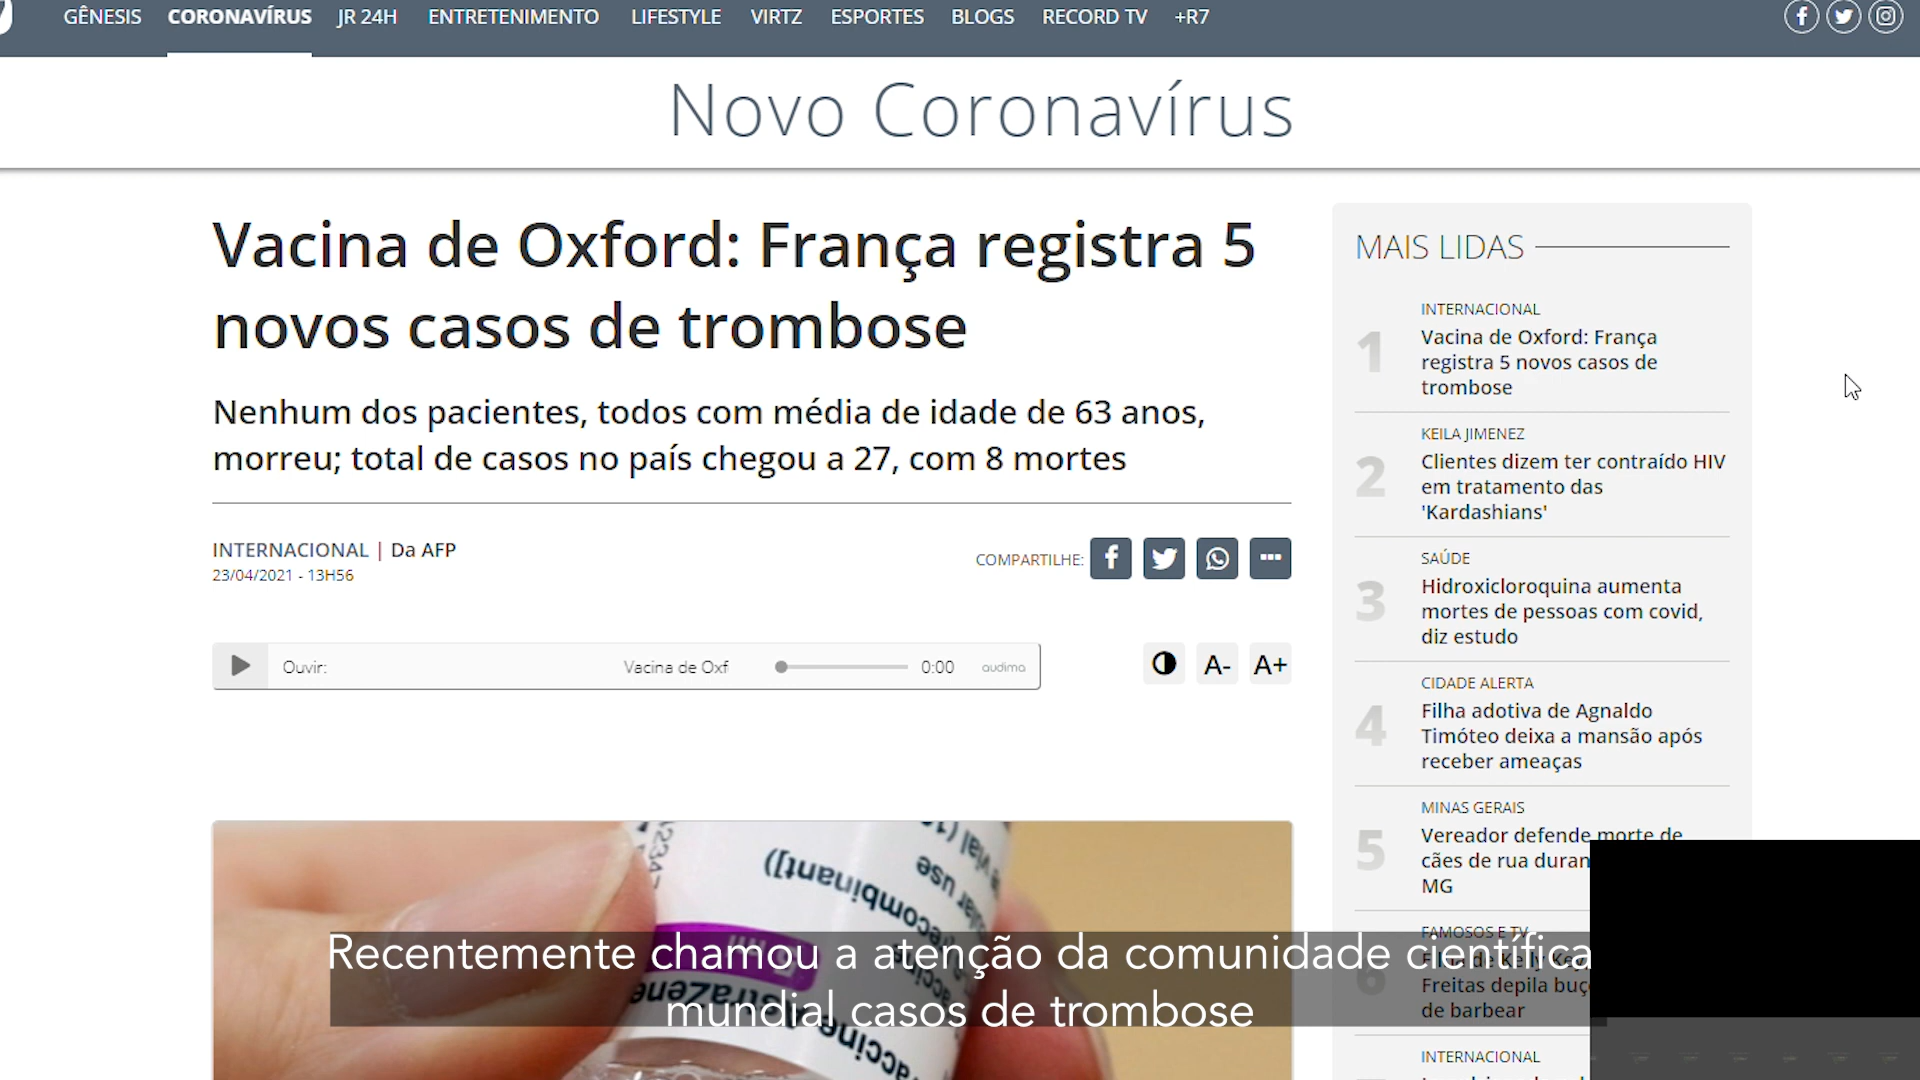 GÊNESIS CORONAVÍRUS JR 24H ENTRETENIMENTO LIFESTYLE VIRTZ ESPORTES BLOGS RECORD TV +R7
Novo Coronavírus
Vacina de Oxford: França registra 5
novos casos de trombose
Nenhum dos pacientes, todos com média de idade de 63 anos,
morreu; total de casos no país chegou a 27, com 8 mortes
INTERNACIONAL | Da AFP
23/04/2021 - 13H56
COMPARTILHE:
Ouvir: Vacina de Oxf 0:00 audima
A- A+
MAIS LIDAS
INTERNACIONAL
1
Vacina de Oxford: França
registra 5 novos casos de
trombose
KEILA JIMENEZ
2
Clientes dizem ter contraído HIV
em tratamento das
'Kardashians'
SAÚDE
3
Hidroxicloroquina aumenta
mortes de pessoas com covid,
diz estudo
CIDADE ALERTA
4
Filha adotiva de Agnaldo
Timóteo deixa a mansão após
receber ameaças
MINAS GERAIS
5
Vereador defende morte de
cães de rua duran
MG
FAMOSOS E TV
6
Freitas depila buç
de barbear
INTERNACIONAL
Recentemente chamou a atenção da comunidade científica
mundial casos de trombose